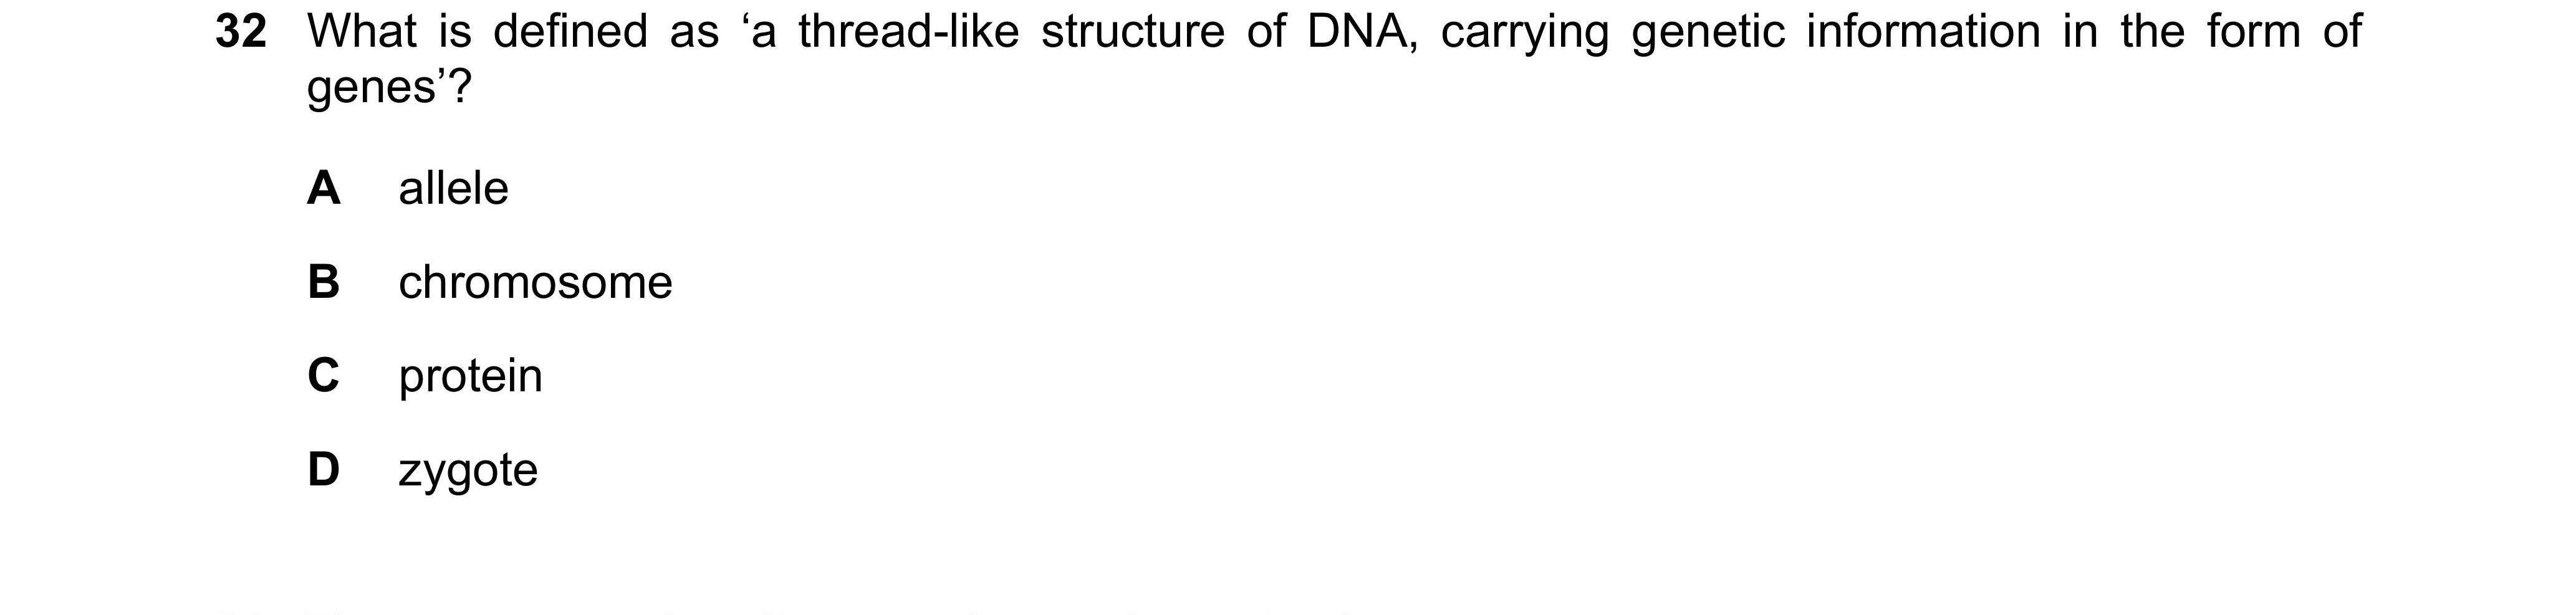 32 What is defined as ‘a thread-like structure of DNA, carrying genetic information in the form of
genes’?
A allele
B chromosome
C protein
D zygote